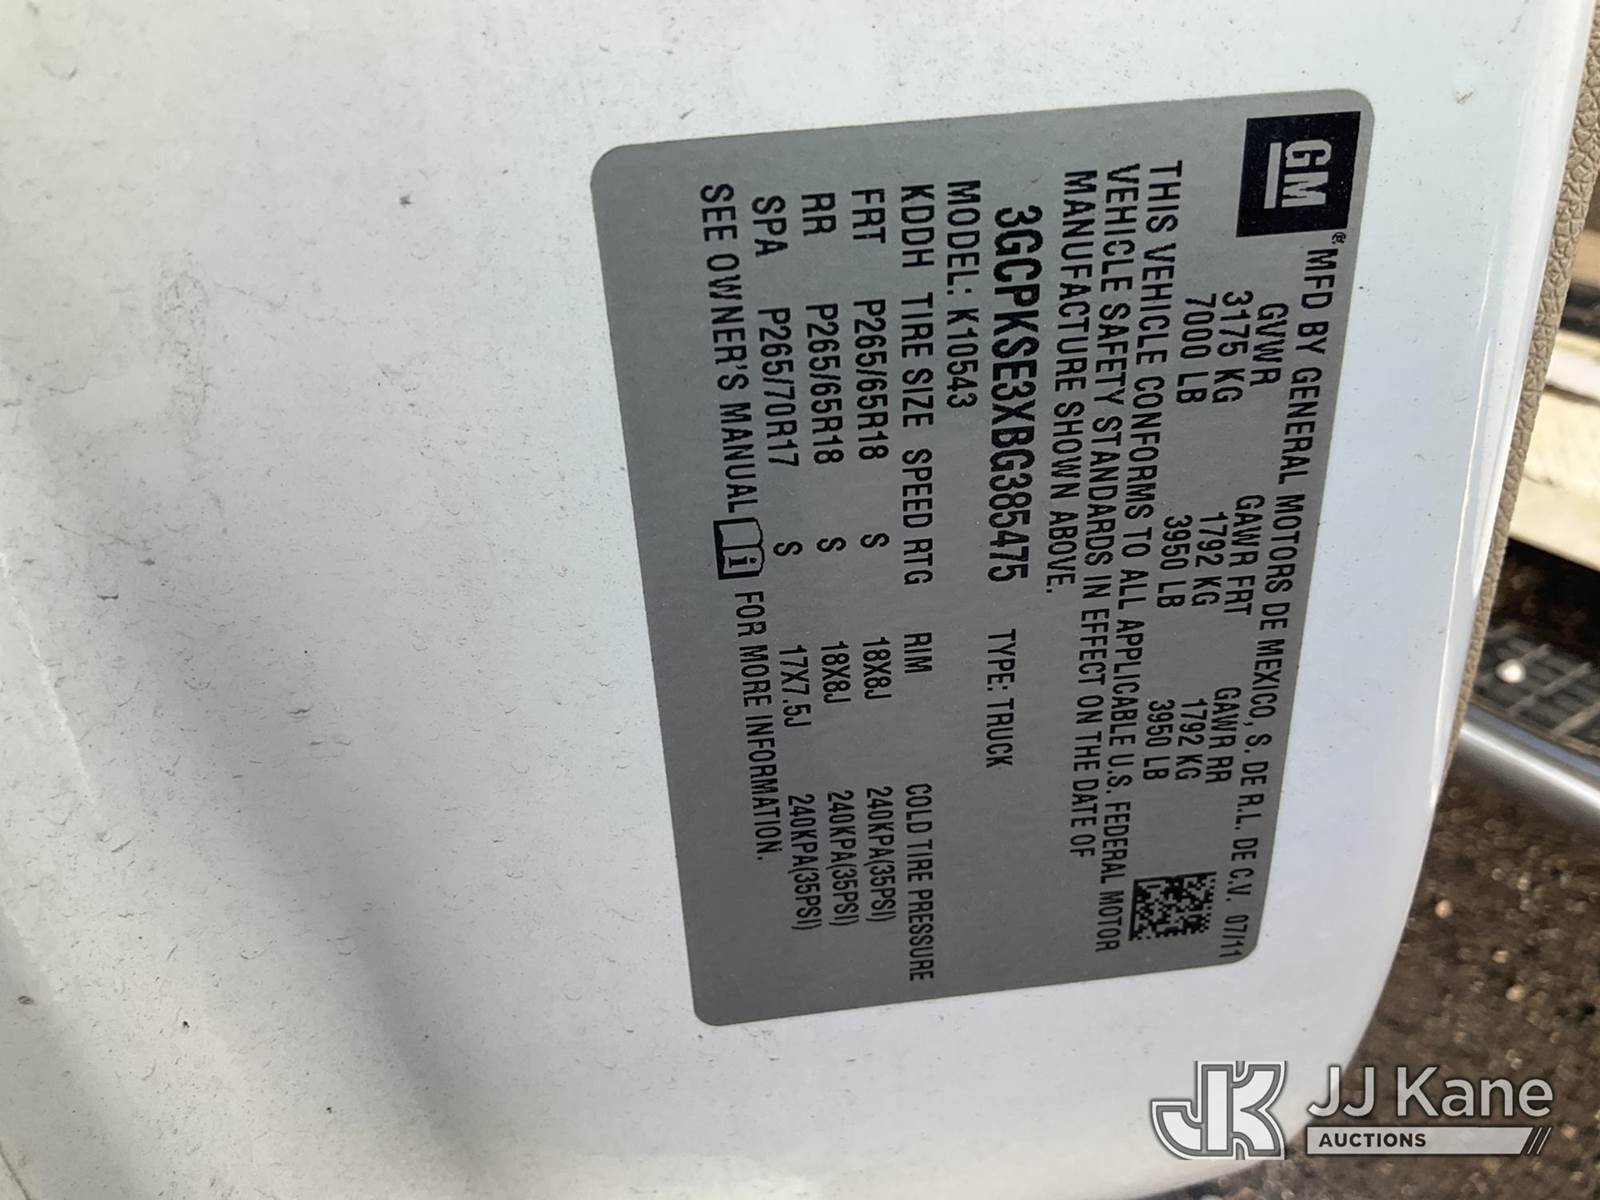 GM
® MFD BY GENERAL MOTORS DE MEXICO, S. DE R.L. DE C.V. 07/11
GVWR GAWR FRT GAWR RR
3175 KG 1792 KG 1792 KG
7000 LB 3950 LB 3950 LB
THIS VEHICLE CONFORMS TO ALL APPLICABLE U.S. FEDERAL MOTOR
VEHICLE SAFETY STANDARDS IN EFFECT ON THE DATE OF
MANUFACTURE SHOWN ABOVE.
3GCPKSE3XBG385475 TYPE: TRUCK
MODEL: K10543
KDDH TIRE SIZE SPEED RTG RIM COLD TIRE PRESSURE
FRT P265/65R18 S 18X8J 240KPA(35PSI)
RR P265/65R18 S 18X8J 240KPA(35PSI)
SPA P265/70R17 S 17X7.5J 240KPA(35PSI)
SEE OWNER'S MANUAL i FOR MORE INFORMATION.
JK JJ Kane
AUCTIONS